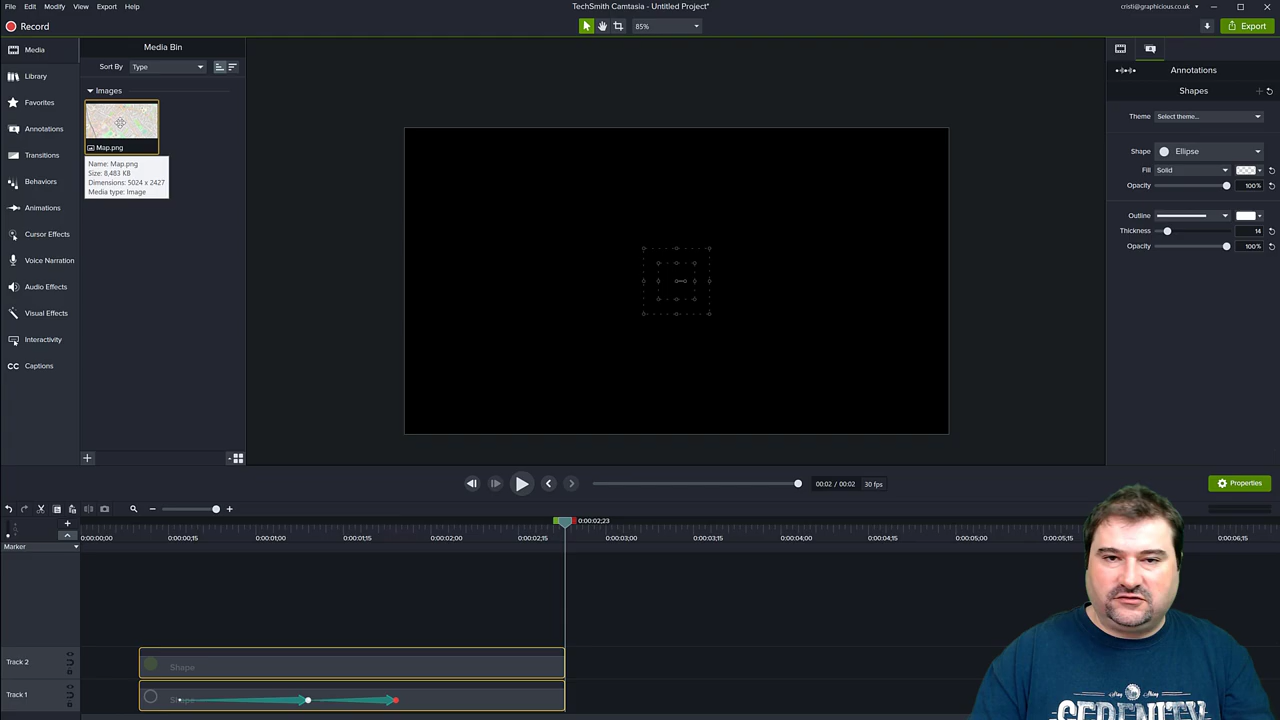 File Edit Modify View Export Help
TechSmith Camtasia - Untitled Project*
cristi@graphicious.co.uk
Record
85%
Export
Media
Library
Favorites
Annotations
Transitions
Behaviors
Animations
Cursor Effects
Voice Narration
Audio Effects
Visual Effects
Interactivity
Captions
Media Bin
Sort By Type
Images
Map.png
Name: Map.png
Size: 8,483 KB
Dimensions: 5024 x 2427
Media type: Image
Annotations
Shapes
Theme Select theme...
Shape Ellipse
Fill Solid
Opacity 100%
Outline
Thickness 14
Opacity 100%
00:02 / 00:02 30 fps
Properties
0:00:02;23
0:00:00;00 0:00:00;15 0:00:01;00 0:00:01;15 0:00:02;00 0:00:02;15 0:00:03;00 0:00:03;15 0:00:04;00 0:00:04;15 0:00:05;00 0:00:05;15 0:00:06;15
Marker
Track 2
Shape
Track 1
Shape
SERENITY